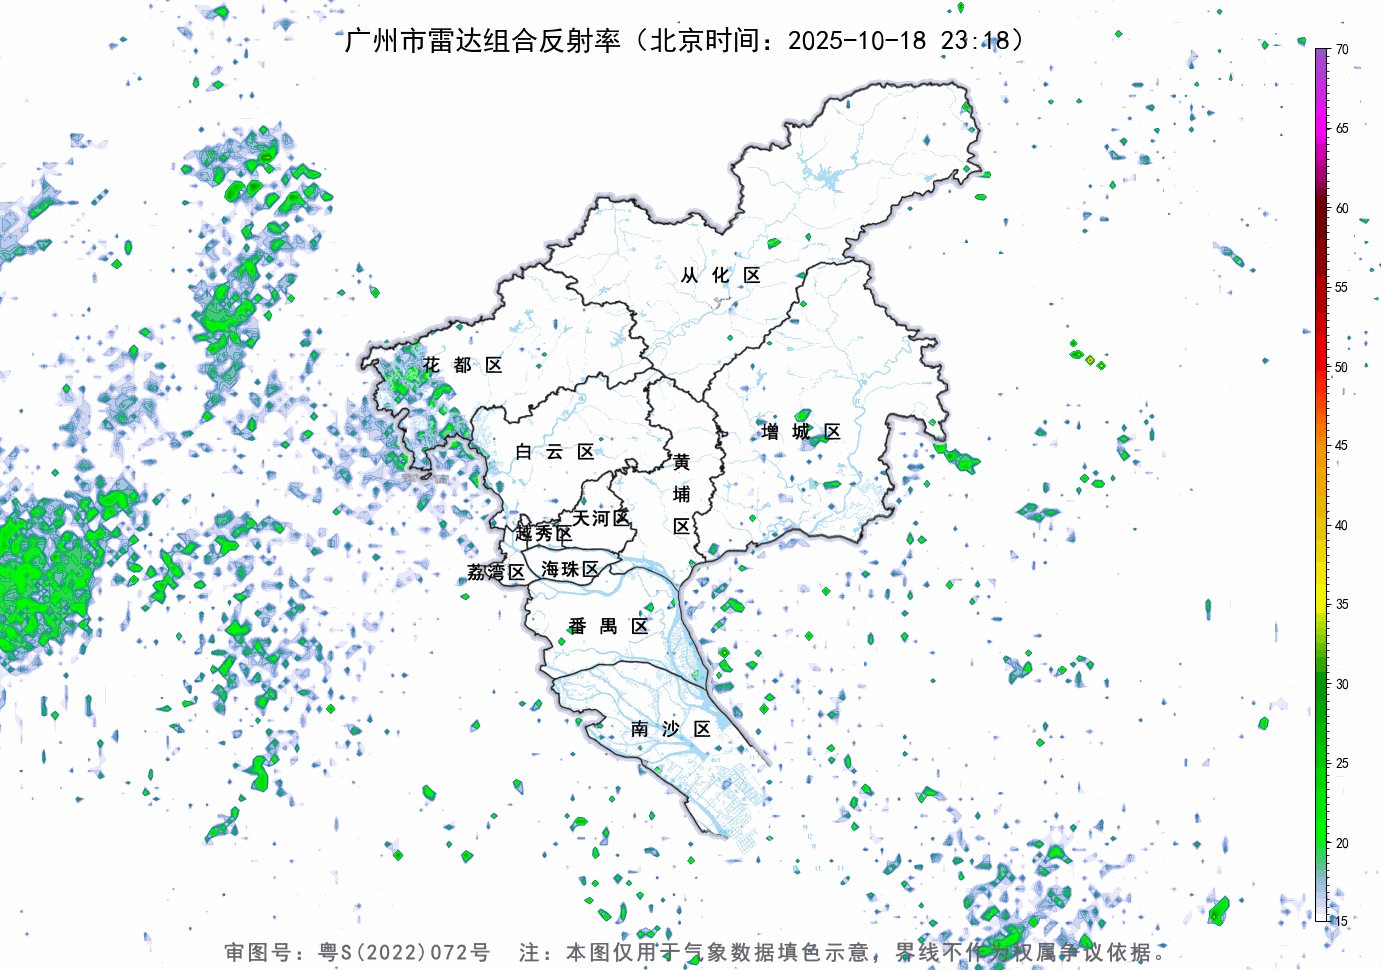 广州市雷达组合反射率（北京时间：2025-10-18 23:18）
70
65
60
55
50
45
40
35
30
25
20
15
从化区
花都区
增城区
白云区
黄埔区
天河区
越秀区
荔湾区
海珠区
番禺区
南沙区
审图号：粤S(2022)072号 注：本图仅用于气象数据填色示意，界线不作为权属争议依据。